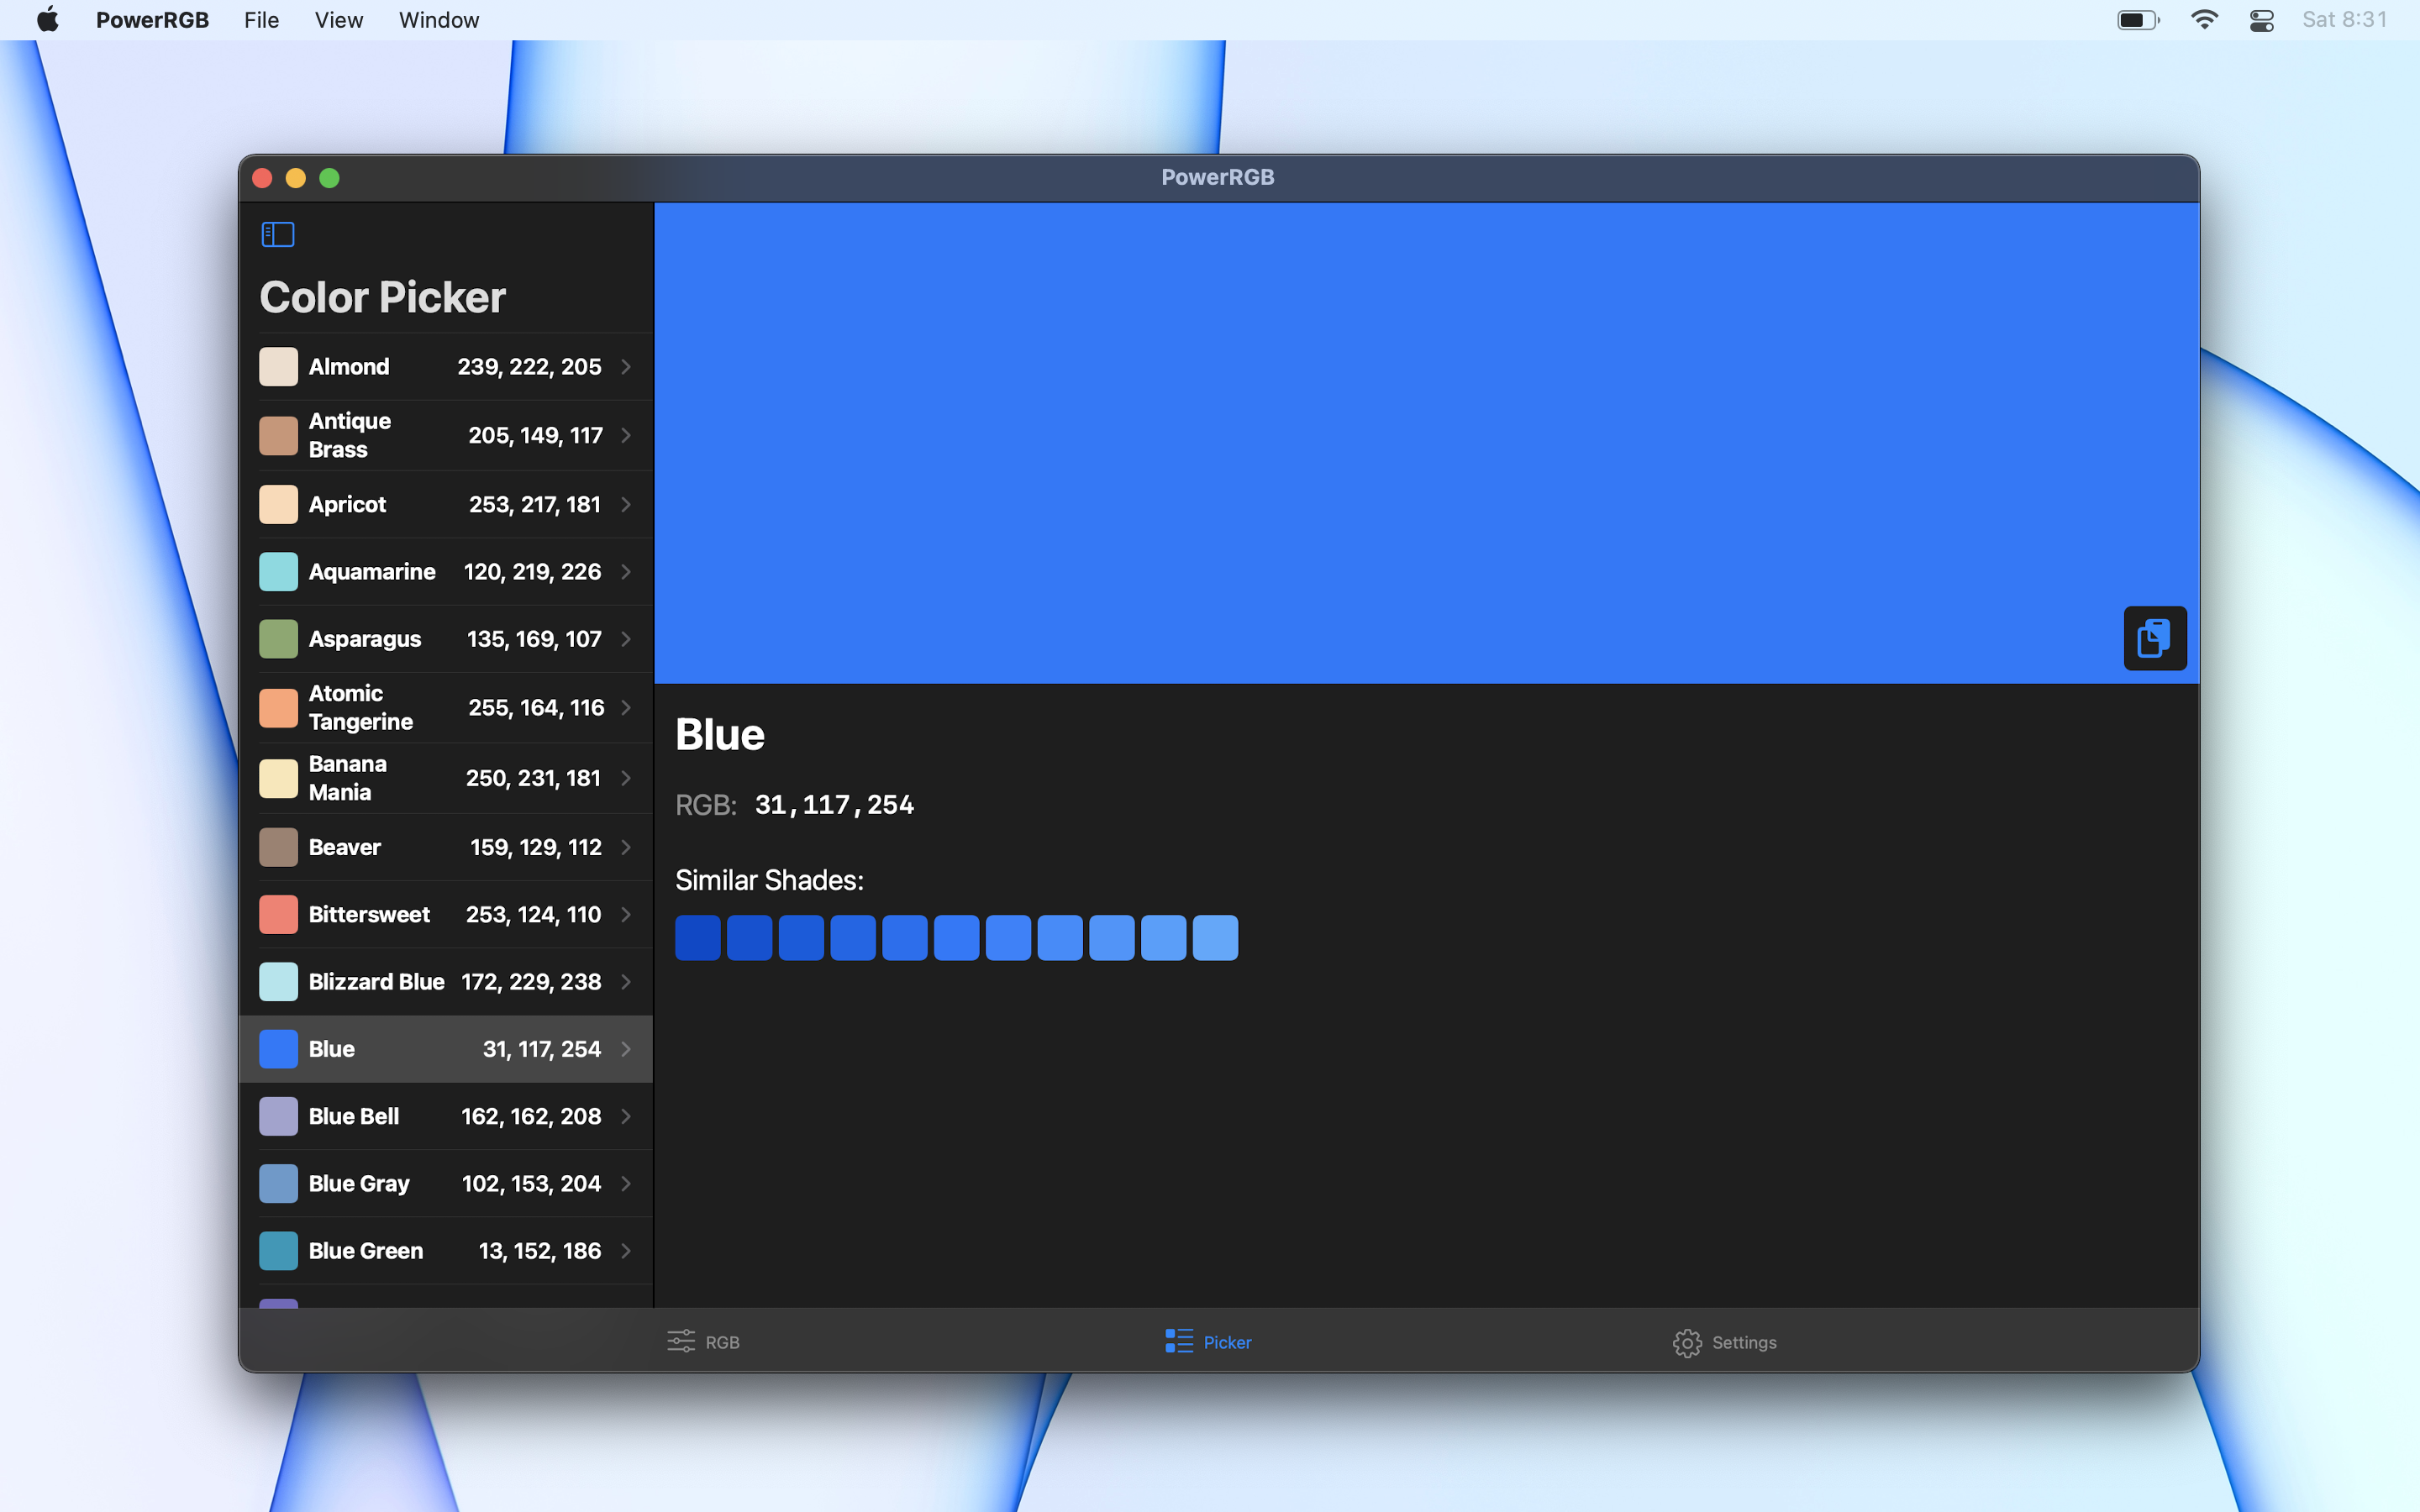 PowerRGB File View Window Sat 8:31
PowerRGB
Color Picker
Almond 239, 222, 205
Antique
Brass
205, 149, 117
Apricot 253, 217, 181
Aquamarine 120, 219, 226
Asparagus 135, 169, 107
Atomic
Tangerine
255, 164, 116
Banana
Mania
250, 231, 181
Beaver 159, 129, 112
Bittersweet 253, 124, 110
Blizzard Blue 172, 229, 238
Blue 31, 117, 254
Blue Bell 162, 162, 208
Blue Gray 102, 153, 204
Blue Green 13, 152, 186
Blue
RGB: 31,117,254
Similar Shades:
RGB Picker Settings